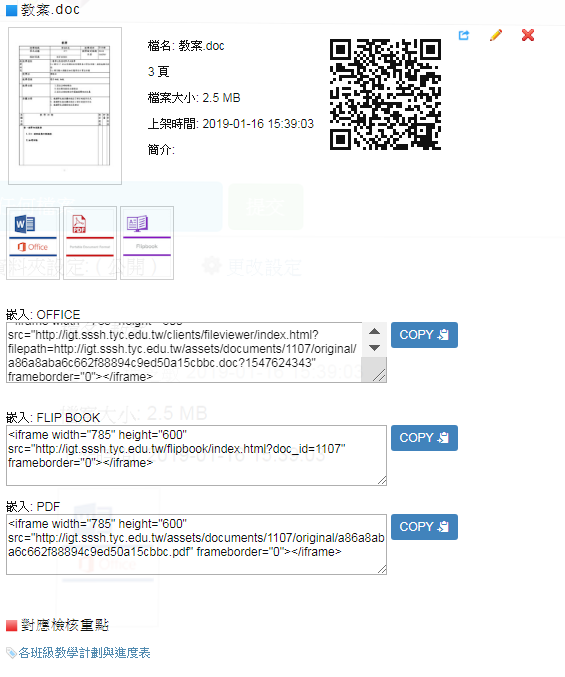 教案.doc
檔名: 教案.doc
3 頁
檔案大小: 2.5 MB
上架時間: 2019-01-16 15:39:03
簡介:
Office
PDF
Flipbook
嵌入: OFFICE
src="http://igt.sssh.tyc.edu.tw/clients/fileviewer/index.html?
filepath=http://igt.sssh.tyc.edu.tw/assets/documents/1107/original/
a86a8aba6c662f88894c9ed50a15cbbc.doc?1547624343"
frameborder="0"></iframe>
COPY
嵌入: FLIP BOOK
<iframe width="785" height="600"
src="http://igt.sssh.tyc.edu.tw/flipbook/index.html?doc_id=1107"
frameborder="0"></iframe>
COPY
嵌入: PDF
<iframe width="785" height="600"
src="http://igt.sssh.tyc.edu.tw/assets/documents/1107/original/a86a8ab
a6c662f88894c9ed50a15cbbc.pdf" frameborder="0"></iframe>
COPY
對應檢核重點
各班級教學計劃與進度表